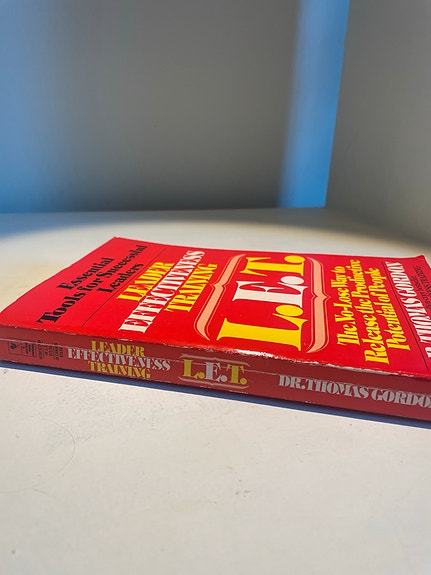 Essential
Tools for Successful
Leaders
LEADER
EFFECTIVENESS
TRAINING
L.E.T.
The No-Lose Way to
Release the Productive
Potential of People
THOMAS GORDON
LEADER
EFFECTIVENESS
TRAINING
L.E.T.
DR. THOMAS GORDON